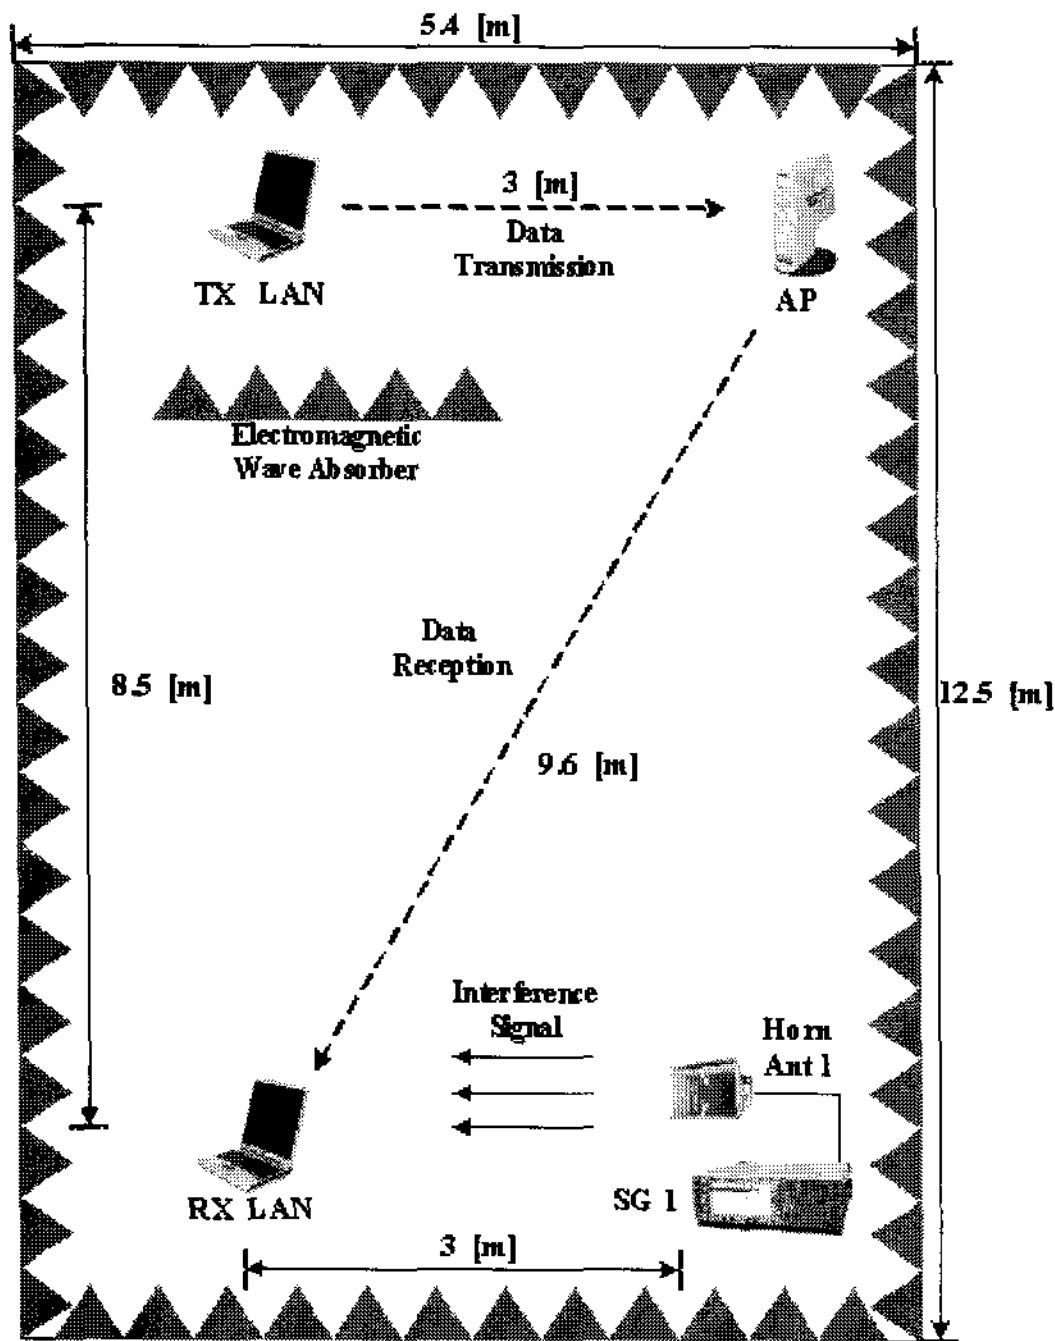 5.4 [m]
3 [m]
Data
Transmission
TX LAN
AP
Electromagnetic
Wave Absorber
Data
Reception
8.5 [m]
12.5 [m]
9.6 [m]
Interference
Signal
Horn
Ant 1
RX LAN
SG 1
3 [m]